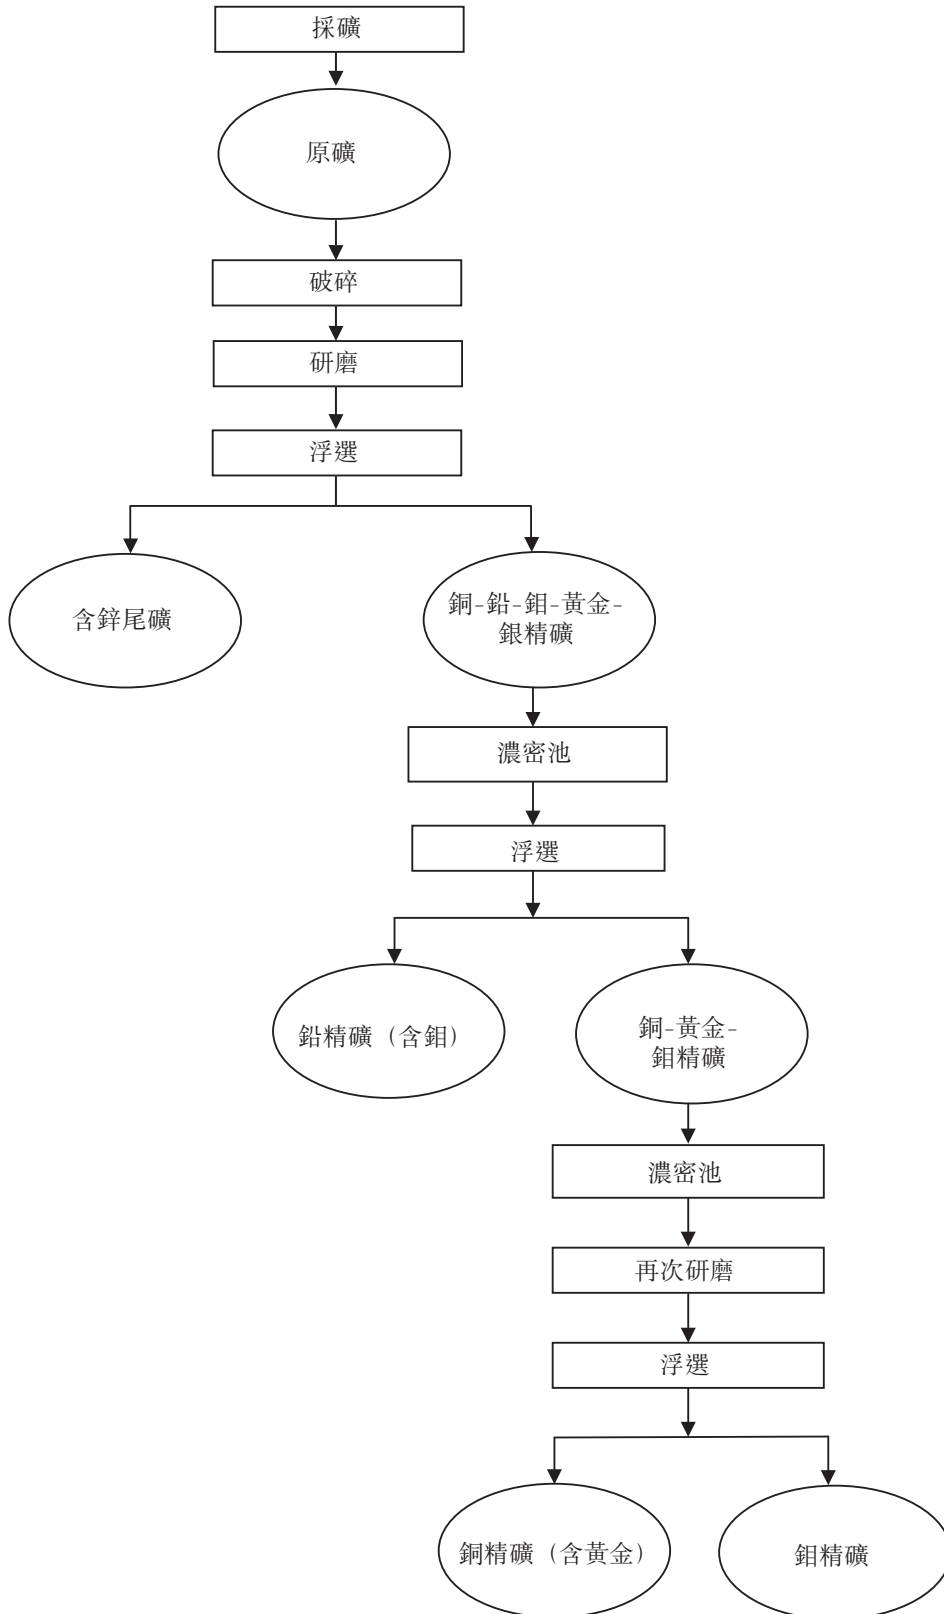 採礦
原礦
破碎
研磨
浮選
含鋅尾礦
銅-鉛-鉬-黃金-
銀精礦
濃密池
浮選
鉛精礦（含鉬）
銅-黃金-
鉬精礦
濃密池
再次研磨
浮選
銅精礦（含黃金）
鉬精礦